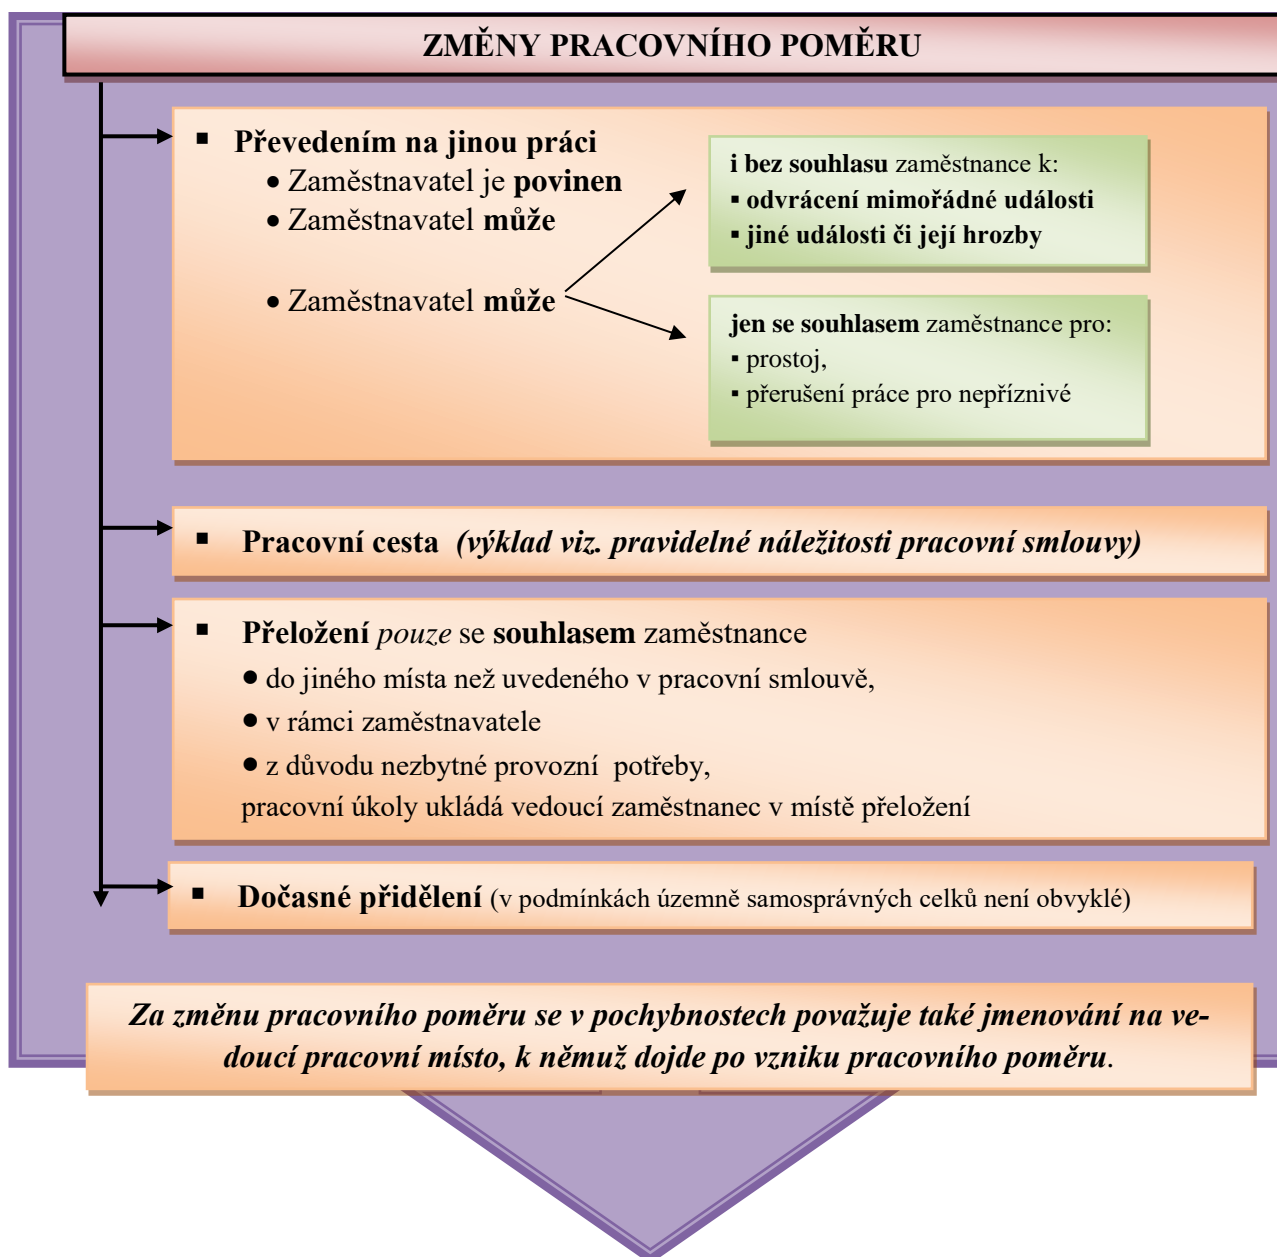 ZMĚNY PRACOVNÍHO POMĚRU
▪ Převedením na jinou práci
• Zaměstnavatel je povinen
• Zaměstnavatel může
• Zaměstnavatel může
i bez souhlasu zaměstnance k:
▪ odvrácení mimořádné události
▪ jiné události či její hrozby
jen se souhlasem zaměstnance pro:
▪ prostoj,
▪ přerušení práce pro nepříznivé
▪ Pracovní cesta (výklad viz. pravidelné náležitosti pracovní smlouvy)
▪ Přeložení pouze se souhlasem zaměstnance
● do jiného místa než uvedeného v pracovní smlouvě,
● v rámci zaměstnavatele
● z důvodu nezbytné provozní potřeby,
pracovní úkoly ukládá vedoucí zaměstnanec v místě přeložení
▪ Dočasné přidělení (v podmínkách územně samosprávných celků není obvyklé)
Za změnu pracovního poměru se v pochybnostech považuje také jmenování na ve-
doucí pracovní místo, k němuž dojde po vzniku pracovního poměru.